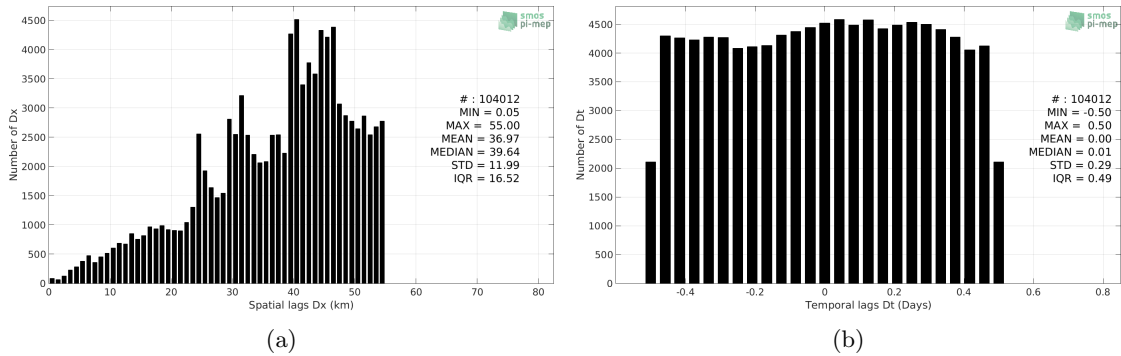 smos
pi-mep
4500
4000
3500
3000
2500
2000
1500
1000
500
0
Number of Dx
# : 104012
MIN = 0.05
MAX = 55.00
MEAN = 36.97
MEDIAN = 39.64
STD = 11.99
IQR = 16.52
0 10 20 30 40 50 60 70 80
Spatial lags Dx (km)
(a)
smos
pi-mep
4500
4000
3500
3000
2500
2000
1500
1000
500
0
Number of Dt
# : 104012
MIN = -0.50
MAX = 0.50
MEAN = 0.00
MEDIAN = 0.01
STD = 0.29
IQR = 0.49
-0.4 -0.2 0 0.2 0.4 0.6 0.8
Temporal lags Dt (Days)
(b)